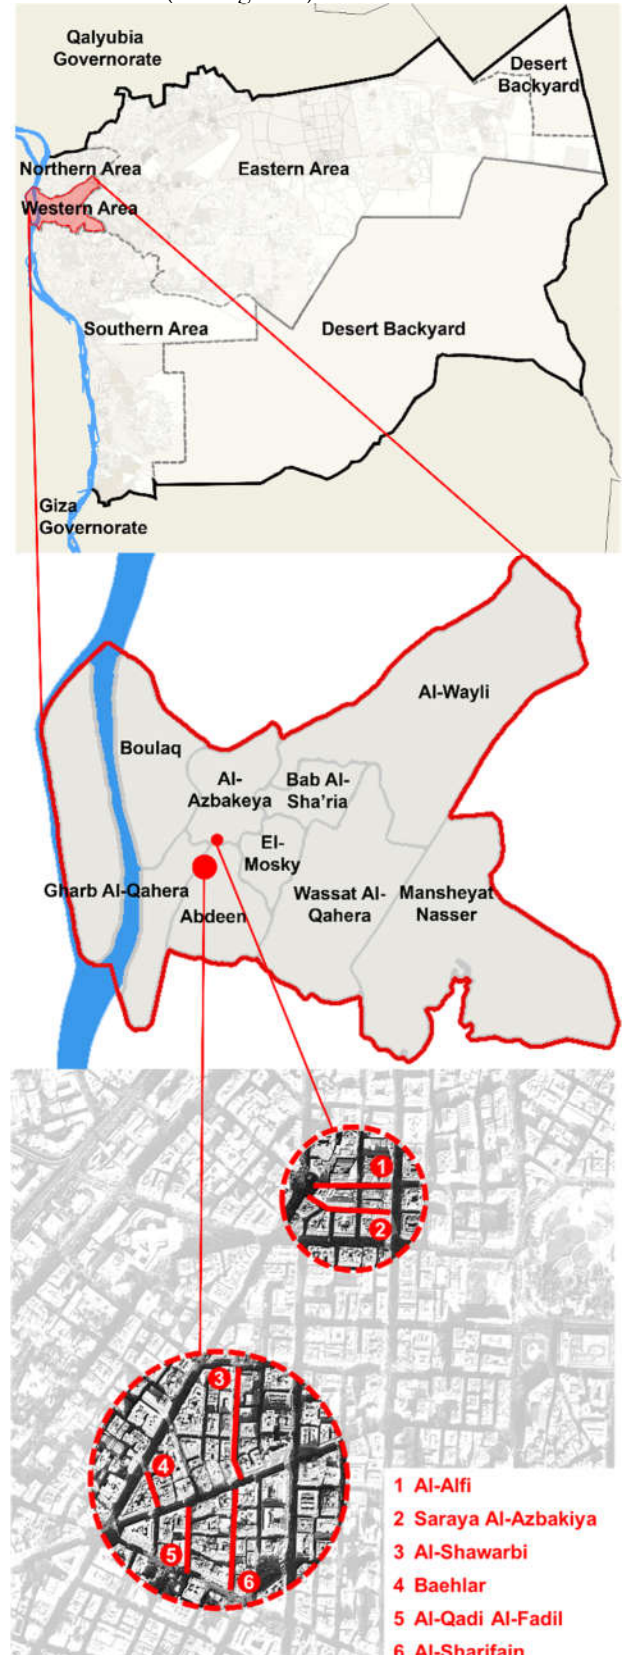 Qalyubia
Governorate
Desert
Backyard
Northern Area
Eastern Area
Western Area
Southern Area
Desert Backyard
Giza
Governorate
Al-Wayli
Boulaq
Al-
Azbakeya
Bab Al-
Sha'ria
El-
Mosky
Gharb Al-Qahera
Abdeen
Wassat Al-
Qahera
Mansheyat
Nasser
1
2
3
4
5
6
1 Al-Alfi
2 Saraya Al-Azbakiya
3 Al-Shawarbi
4 Baehlar
5 Al-Qadi Al-Fadil
6 Al-Sharifain